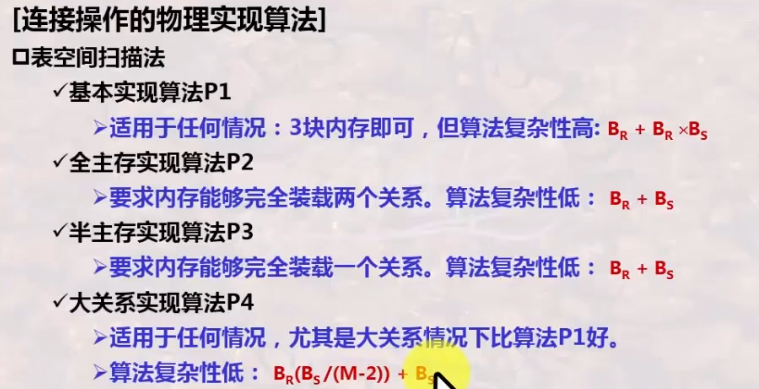 [连接操作的物理实现算法]
表空间扫描法
✓基本实现算法P1
➢适用于任何情况：3块内存即可，但算法复杂性高: B_R + B_R ×B_S
✓全主存实现算法P2
➢要求内存能够完全装载两个关系。算法复杂性低： B_R + B_S
✓半主存实现算法P3
➢要求内存能够完全装载一个关系。算法复杂性低： B_R + B_S
✓大关系实现算法P4
➢适用于任何情况，尤其是大关系情况下比算法P1好。
➢算法复杂性低： B_R(B_S/(M-2)) + B_S